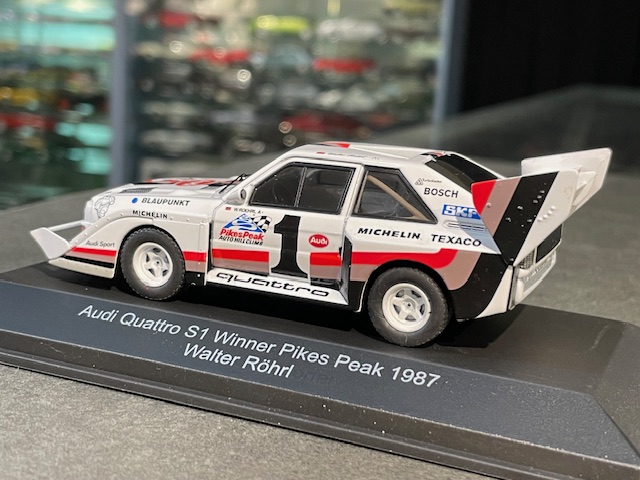 W.RÖHRL
BLAUPUNKT
MICHELIN
Audi Sport
PikesPeak
AUTO HILL CLIMB
1
Audi
quattro
BOSCH
SKF
MICHELIN TEXACO
Audi Quattro S1 Winner Pikes Peak 1987
Walter Röhrl